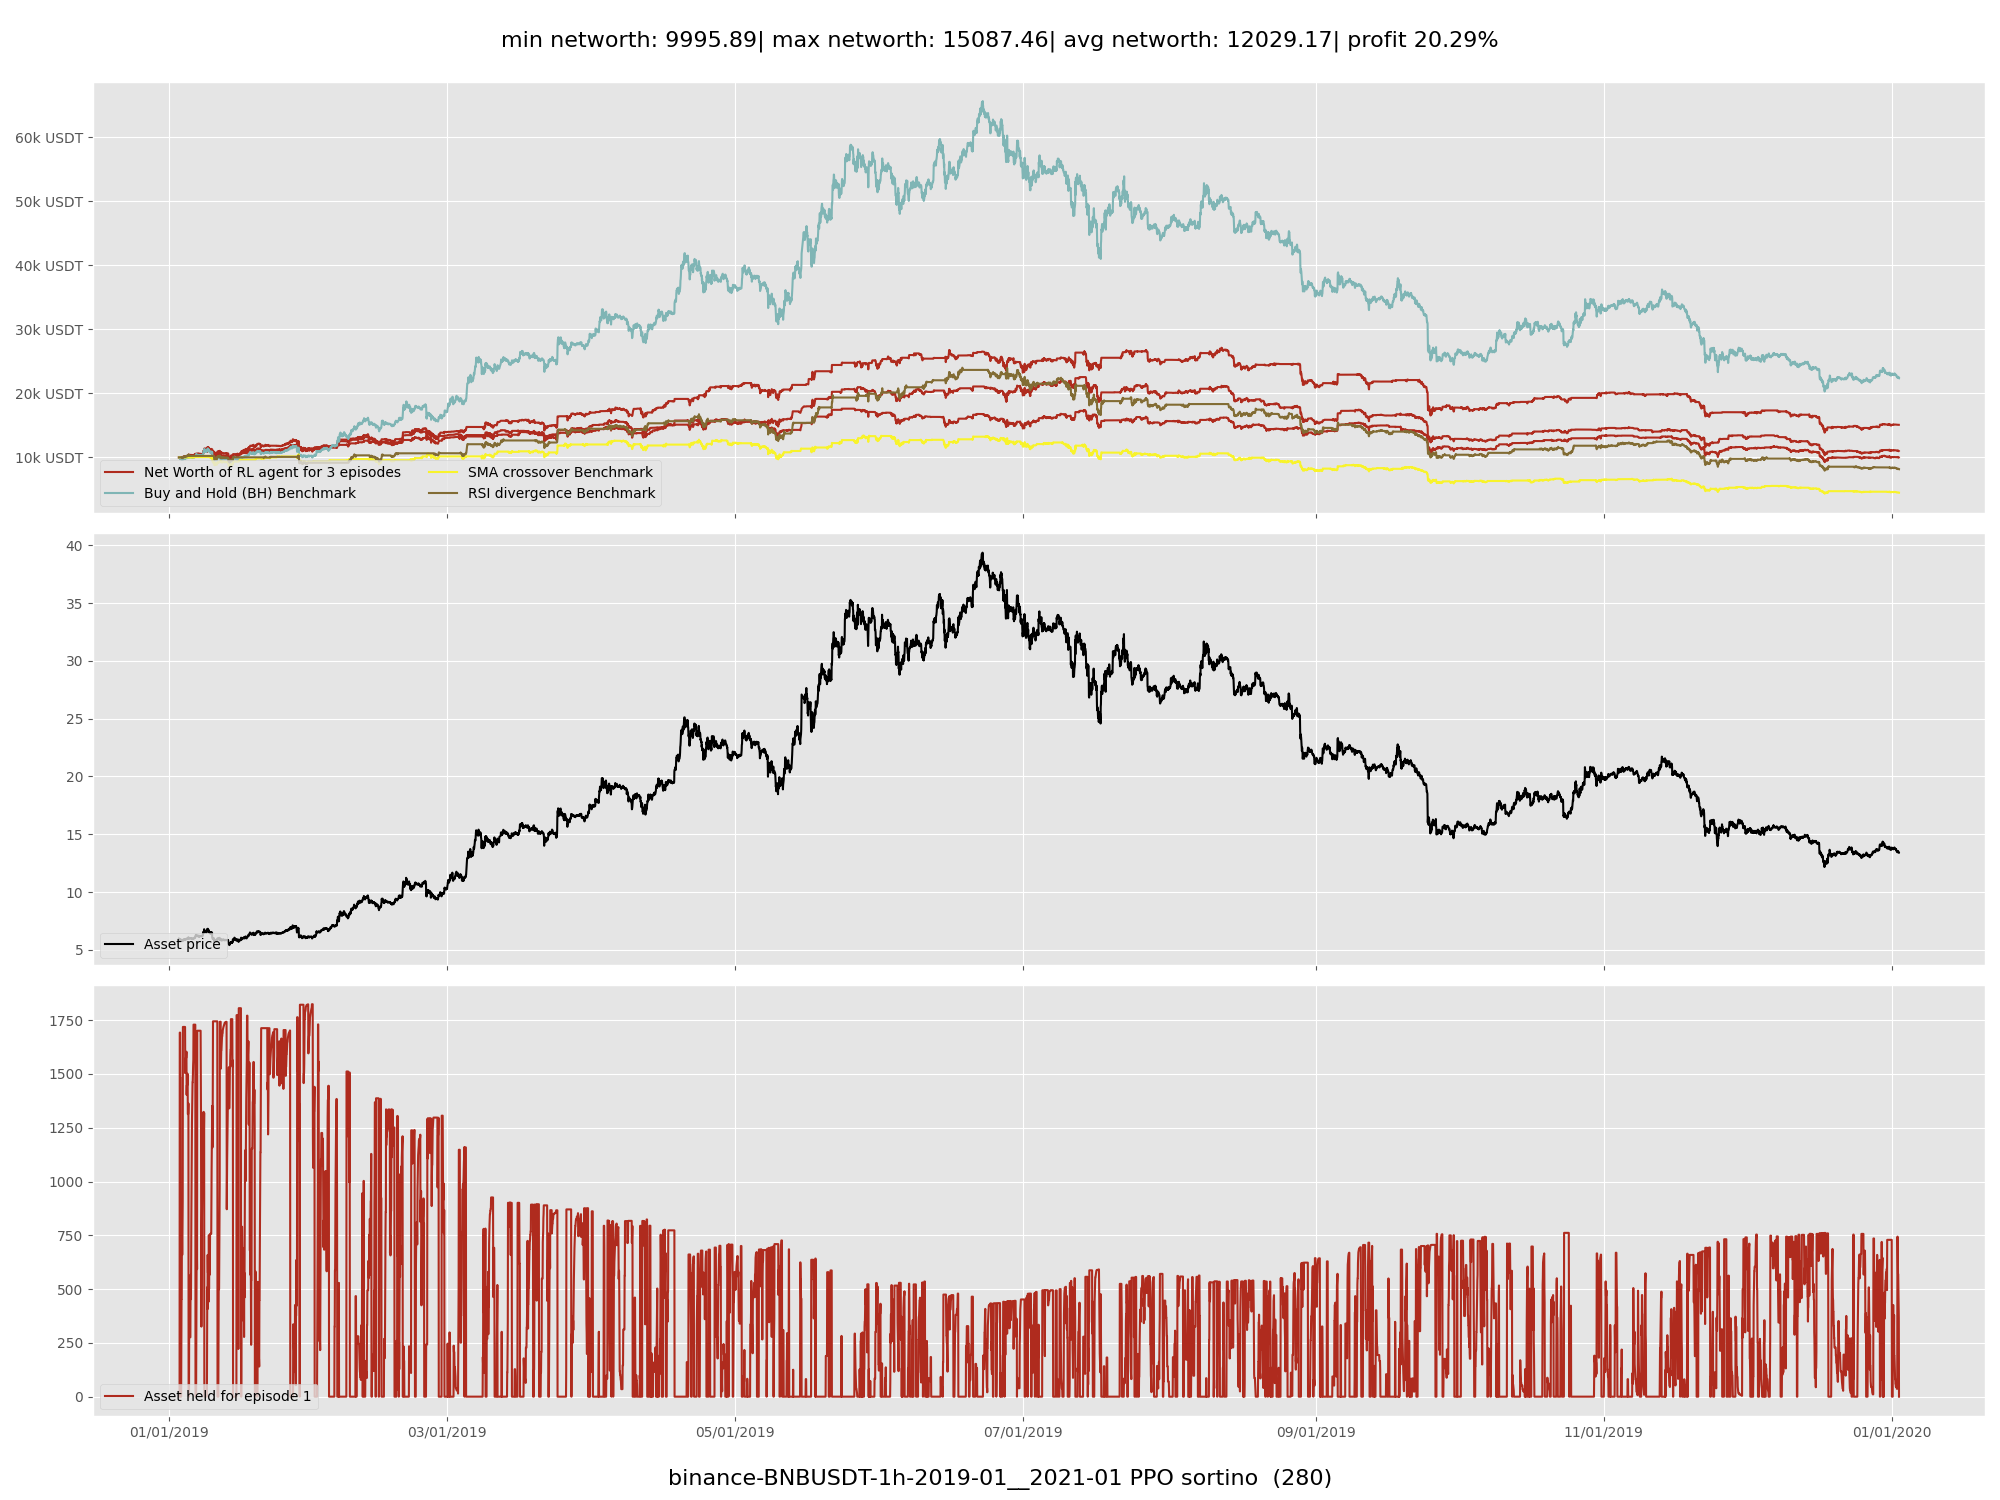 min networth: 9995.89| max networth: 15087.46| avg networth: 12029.17| profit 20.29%
60k USDT
50k USDT
40k USDT
30k USDT
20k USDT
10k USDT
Net Worth of RL agent for 3 episodes
Buy and Hold (BH) Benchmark
SMA crossover Benchmark
RSI divergence Benchmark
40
35
30
25
20
15
10
5
Asset price
1750
1500
1250
1000
750
500
250
0
Asset held for episode 1
01/01/2019 03/01/2019 05/01/2019 07/01/2019 09/01/2019 11/01/2019 01/01/2020
binance-BNBUSDT-1h-2019-01__2021-01 PPO sortino (280)